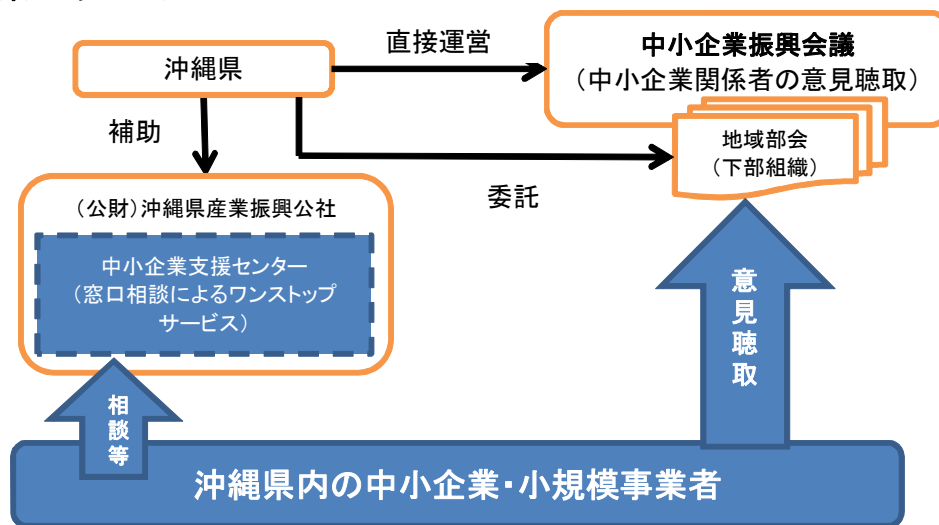 沖縄県
直接運営
中小企業振興会議
（中小企業関係者の意見聴取）
補助
地域部会
（下部組織）
委託
（公財）沖縄県産業振興公社
中小企業支援センター
（窓口相談によるワンストップ
サービス）
意見聴取
相談等
沖縄県内の中小企業・小規模事業者